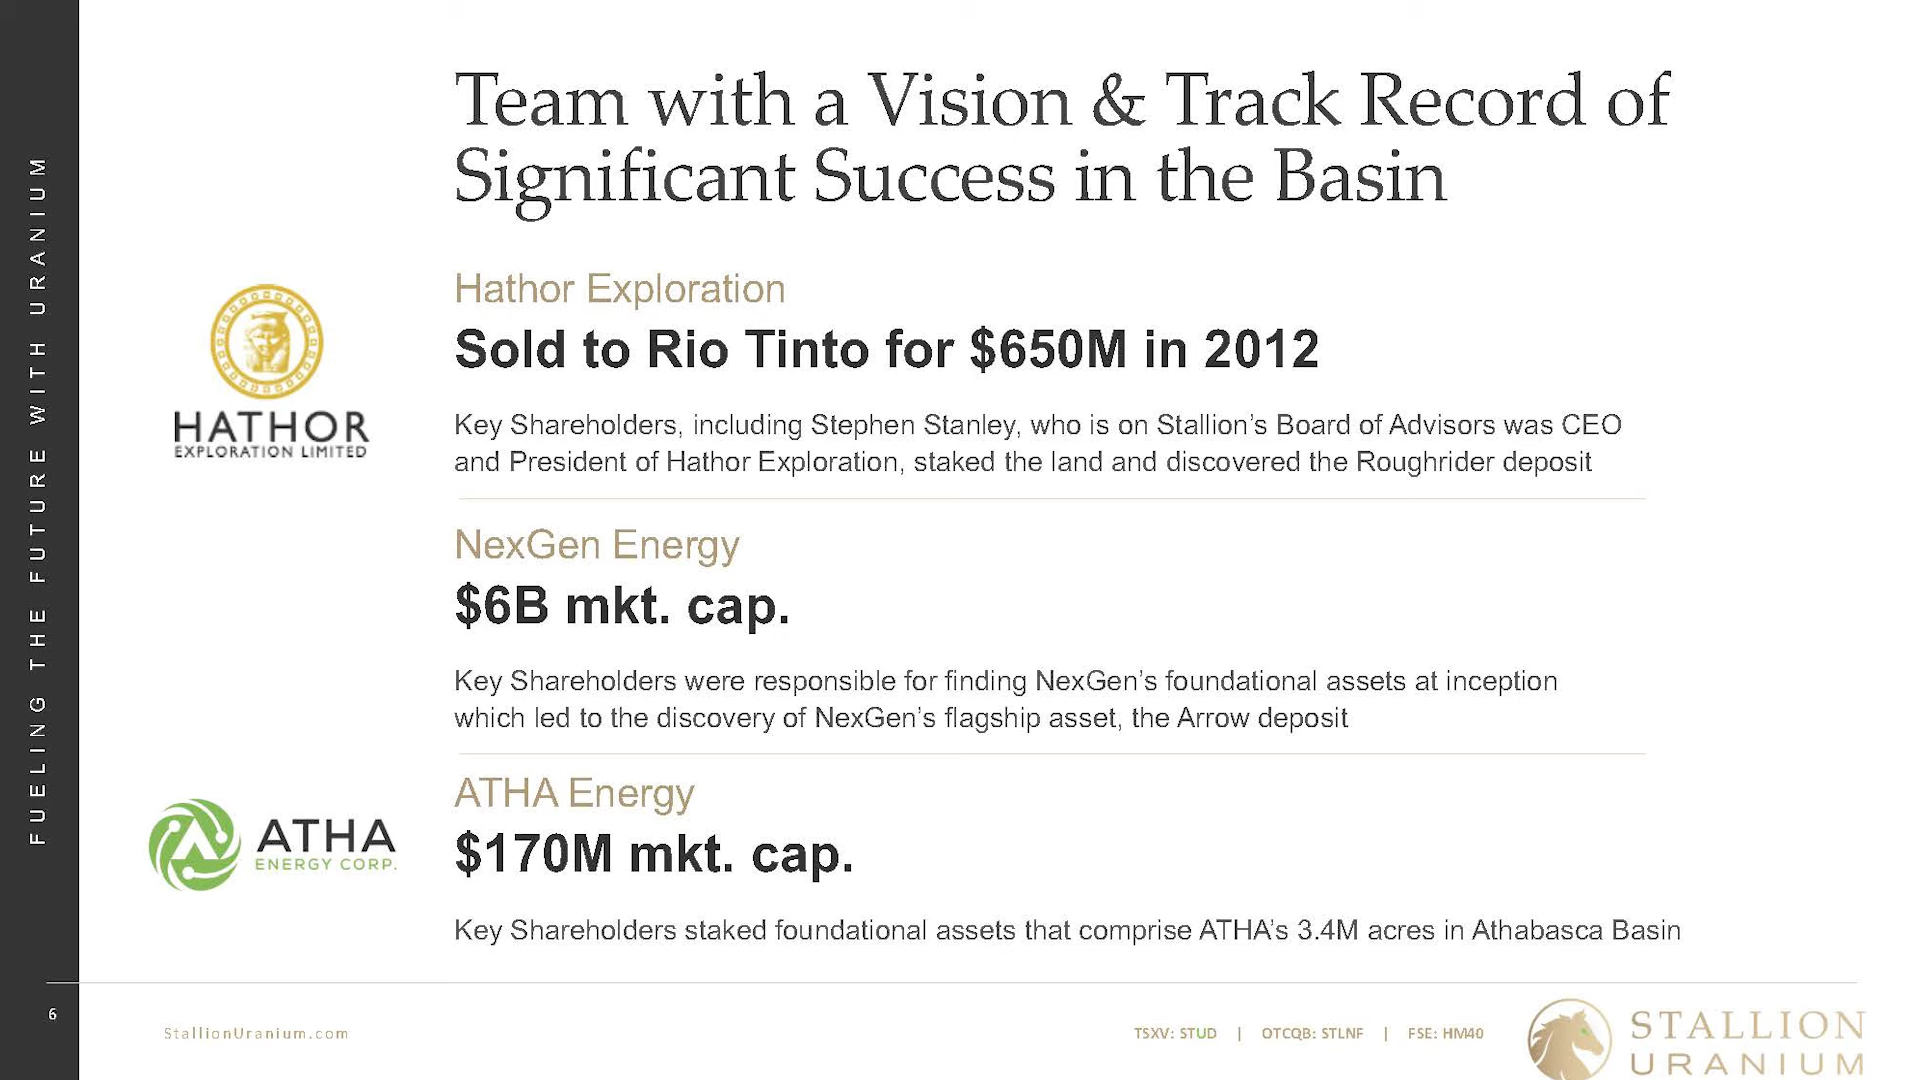 FUELING THE FUTURE WITH URANIUM
Team with a Vision & Track Record of
Significant Success in the Basin
HATHOR
EXPLORATION LIMITED
Hathor Exploration
Sold to Rio Tinto for $650M in 2012
Key Shareholders, including Stephen Stanley, who is on Stallion’s Board of Advisors was CEO
and President of Hathor Exploration, staked the land and discovered the Roughrider deposit
NexGen Energy
$6B mkt. cap.
Key Shareholders were responsible for finding NexGen’s foundational assets at inception
which led to the discovery of NexGen’s flagship asset, the Arrow deposit
ATHA
ENERGY CORP.
ATHA Energy
$170M mkt. cap.
Key Shareholders staked foundational assets that comprise ATHA’s 3.4M acres in Athabasca Basin
6
StallionUranium.com
TSXV: STUD | OTCQB: STLNF | FSE: HM40
STALLION
URANIUM